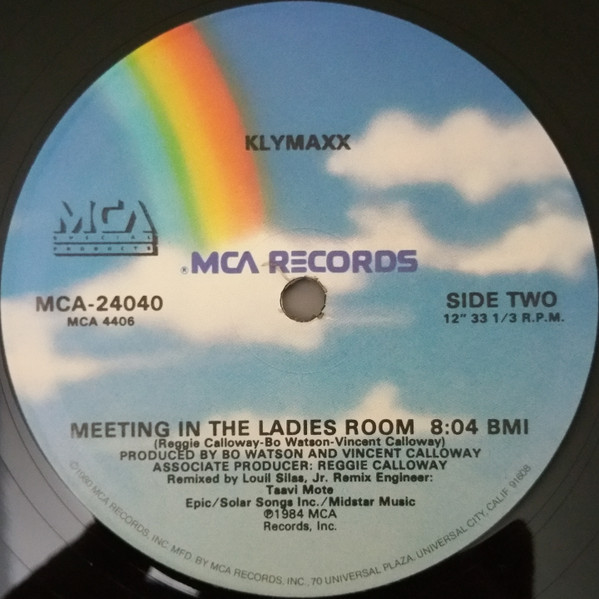 KLYMAXX
MCA
SPECIAL
PRODUCTS
® MCA RECORDS
MCA-24040
MCA 4406
SIDE TWO
12" 33 1/3 R.P.M.
MEETING IN THE LADIES ROOM 8:04 BMI
(Reggie Calloway-Bo Watson-Vincent Calloway)
PRODUCED BY BO WATSON AND VINCENT CALLOWAY
ASSOCIATE PRODUCER: REGGIE CALLOWAY
Remixed by Louil Silas, Jr. Remix Engineer:
Taavi Mote
Epic/Solar Songs Inc./Midstar Music
℗1984 MCA
Records, Inc.
©1980 MCA RECORDS, INC. MFD. BY MCA RECORDS, INC., 70 UNIVERSAL PLAZA, UNIVERSAL CITY, CALIF. 91608